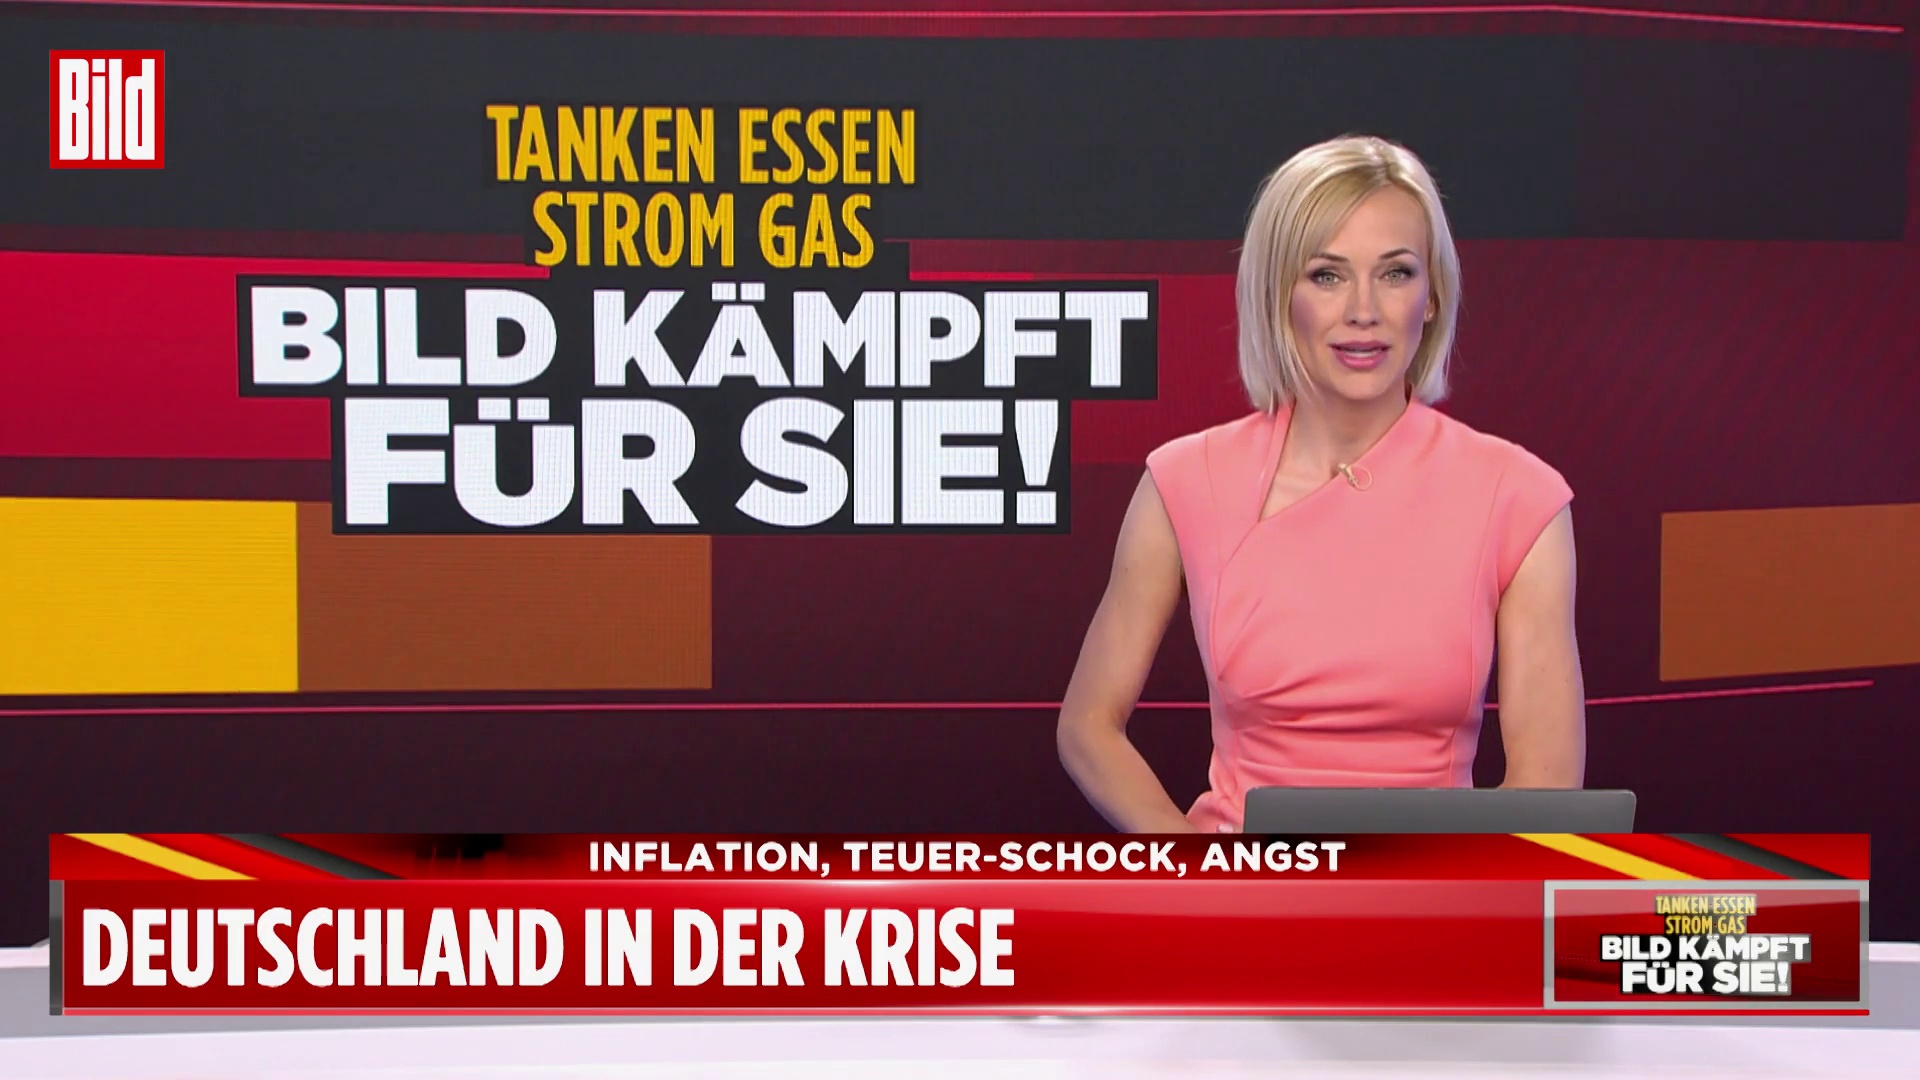 Bild
TANKEN ESSEN
STROM GAS
BILD KÄMPFT
FÜR SIE!
INFLATION, TEUER-SCHOCK, ANGST
DEUTSCHLAND IN DER KRISE
TANKEN ESSEN
STROM GAS
BILD KÄMPFT
FÜR SIE!